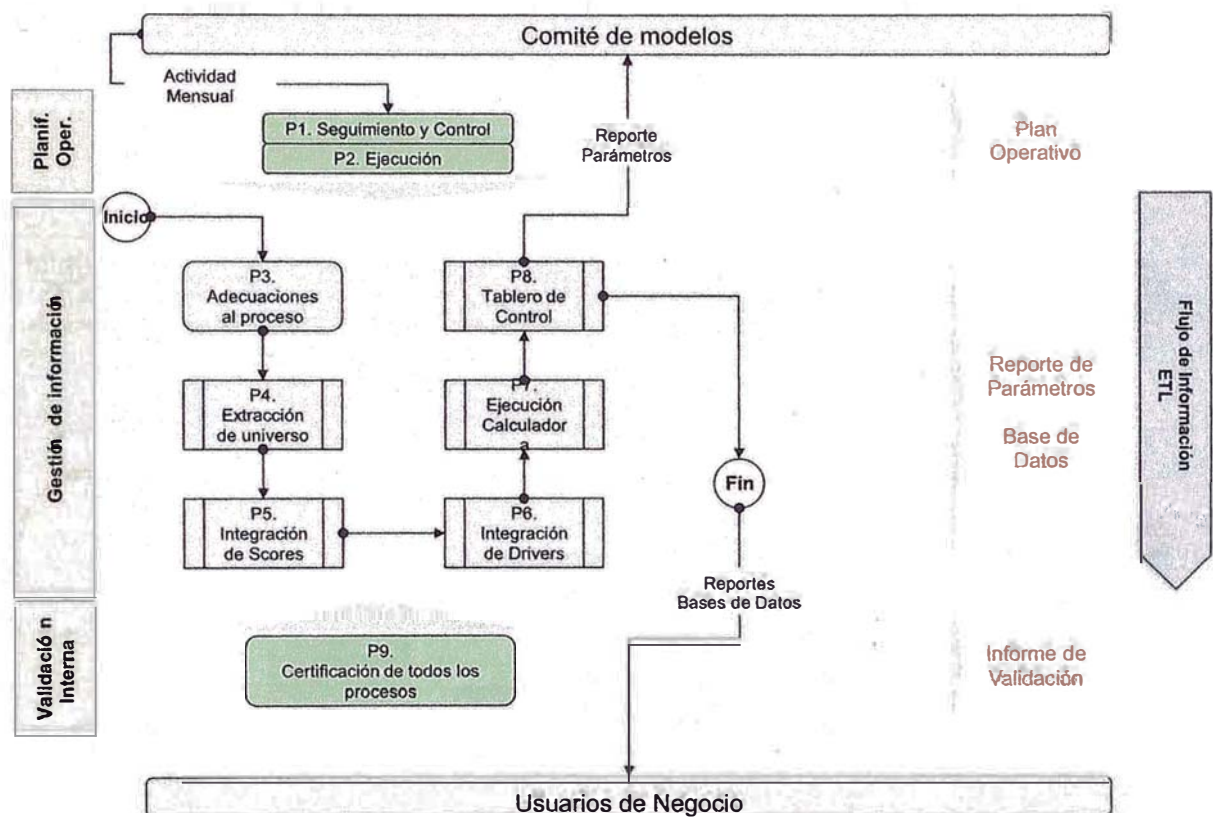 Comité de modelos
Actividad
Mensual
Planif.
Oper.
P1. Seguimiento y Control
P2. Ejecución
Reporte
Parámetros
Plan
Operativo
Inicio
Gestión de información
P3.
Adecuaciones
al proceso
P8.
Tablero de
Control
P4.
Extracción
de universo
P7.
Ejecución
Calculador
a
P5.
Integración
de Scores
P6.
Integración
de Drivers
Fin
Reporte de
Parámetros
Base de
Datos
Flujo de Información
ETL
Reportes
Bases de Datos
Validació n
Interna
P9.
Certificación de todos los
procesos
Informe de
Validación
Usuarios de Negocio